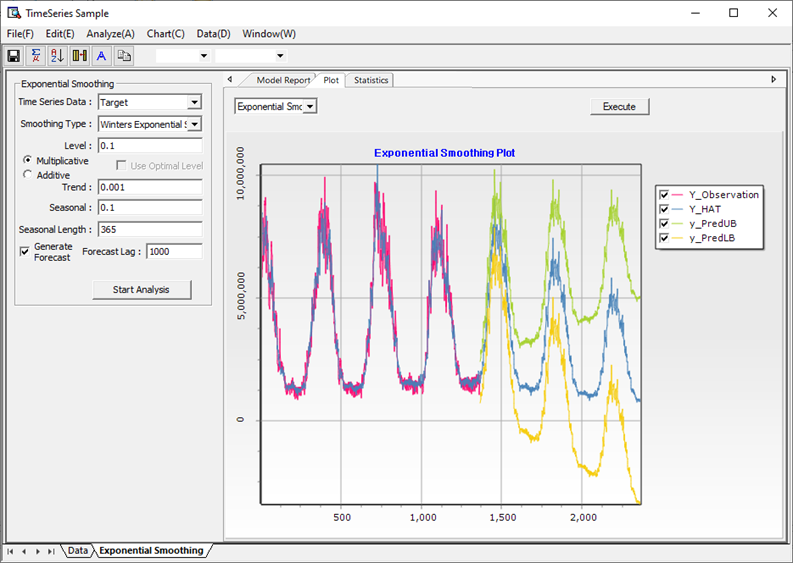 TimeSeries Sample
File(F) Edit(E) Analyze(A) Chart(C) Data(D) Window(W)
Exponential Smoothing
Time Series Data : Target
Smoothing Type : Winters Exponential S
Level : 0.1
Multiplicative Use Optimal Level
Additive
Trend : 0.001
Seasonal : 0.1
Seasonal Length : 365
Generate Forecast Forecast Lag : 1000
Start Analysis
Model Report Plot Statistics
Exponential Smo Execute
Exponential Smoothing Plot
10,000,000
5,000,000
0
500 1,000 1,500 2,000
Y_Observation
Y_HAT
y_PredUB
y_PredLB
Data Exponential Smoothing